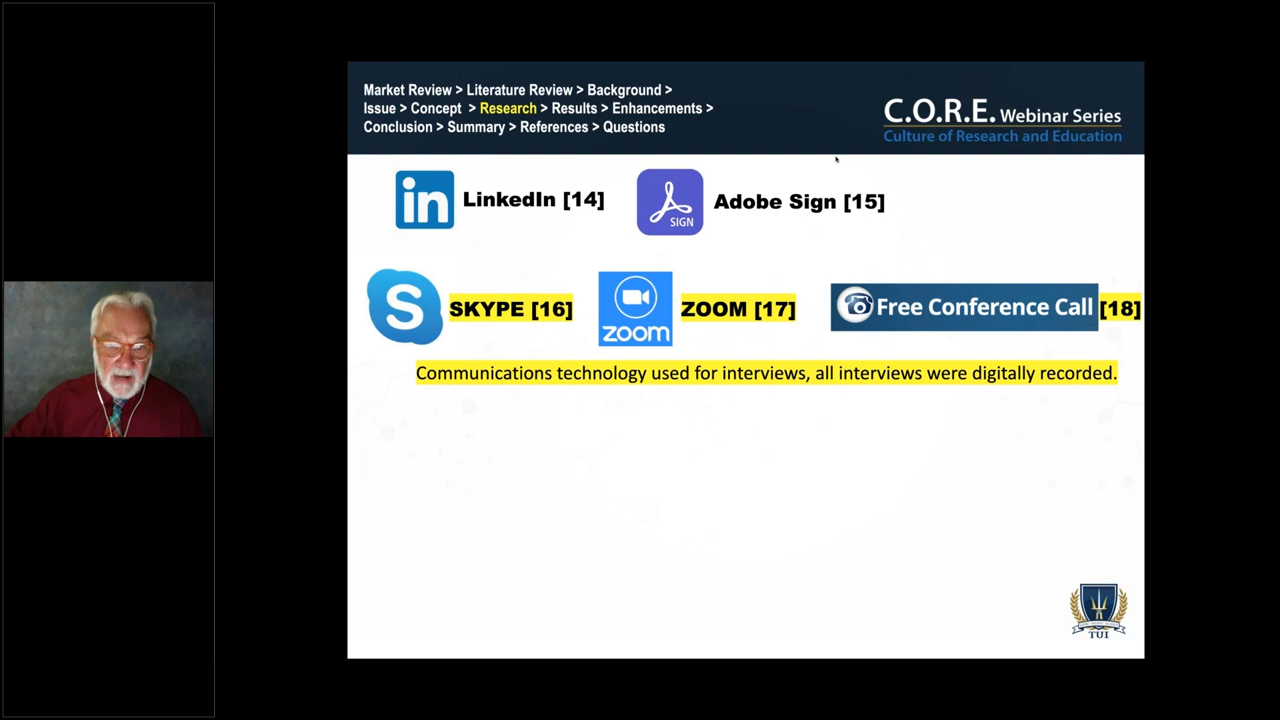 Market Review > Literature Review > Background >
Issue > Concept > Research > Results > Enhancements >
Conclusion > Summary > References > Questions
C.O.R.E. Webinar Series
Culture of Research and Education
in LinkedIn [14]
SIGN Adobe Sign [15]
S SKYPE [16]
zoom ZOOM [17]
Free Conference Call [18]
Communications technology used for interviews, all interviews were digitally recorded.
TUI